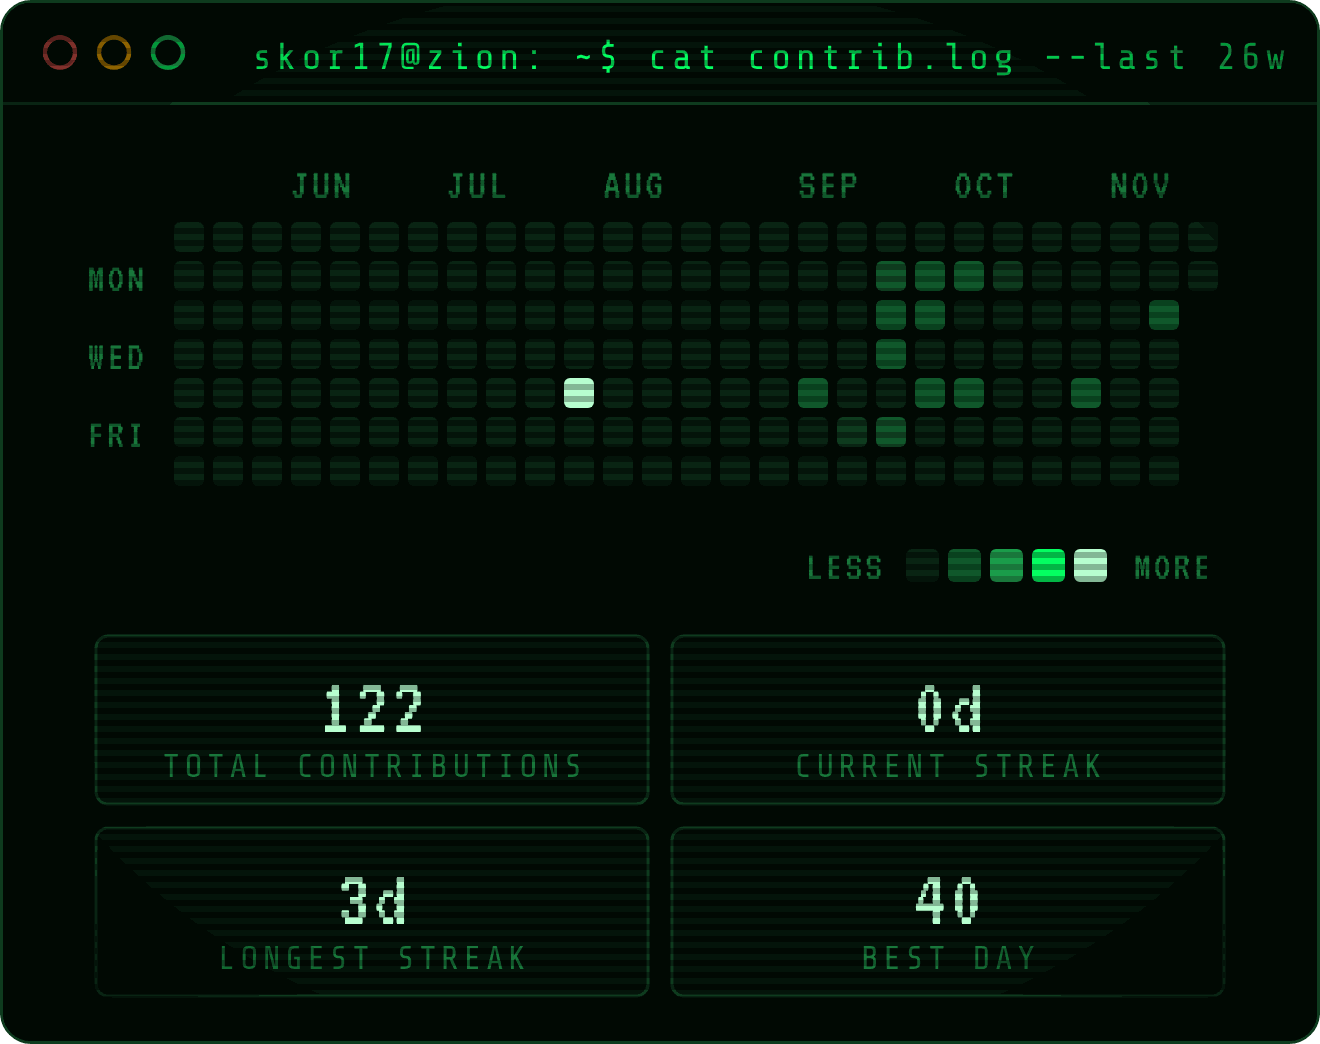 skor17@zion: ~$ cat contrib.log --last 26w
JUN JUL AUG SEP OCT NOV
MON
WED
FRI
LESS MORE
122 0d
TOTAL CONTRIBUTIONS CURRENT STREAK
3d 40
LONGEST STREAK BEST DAY